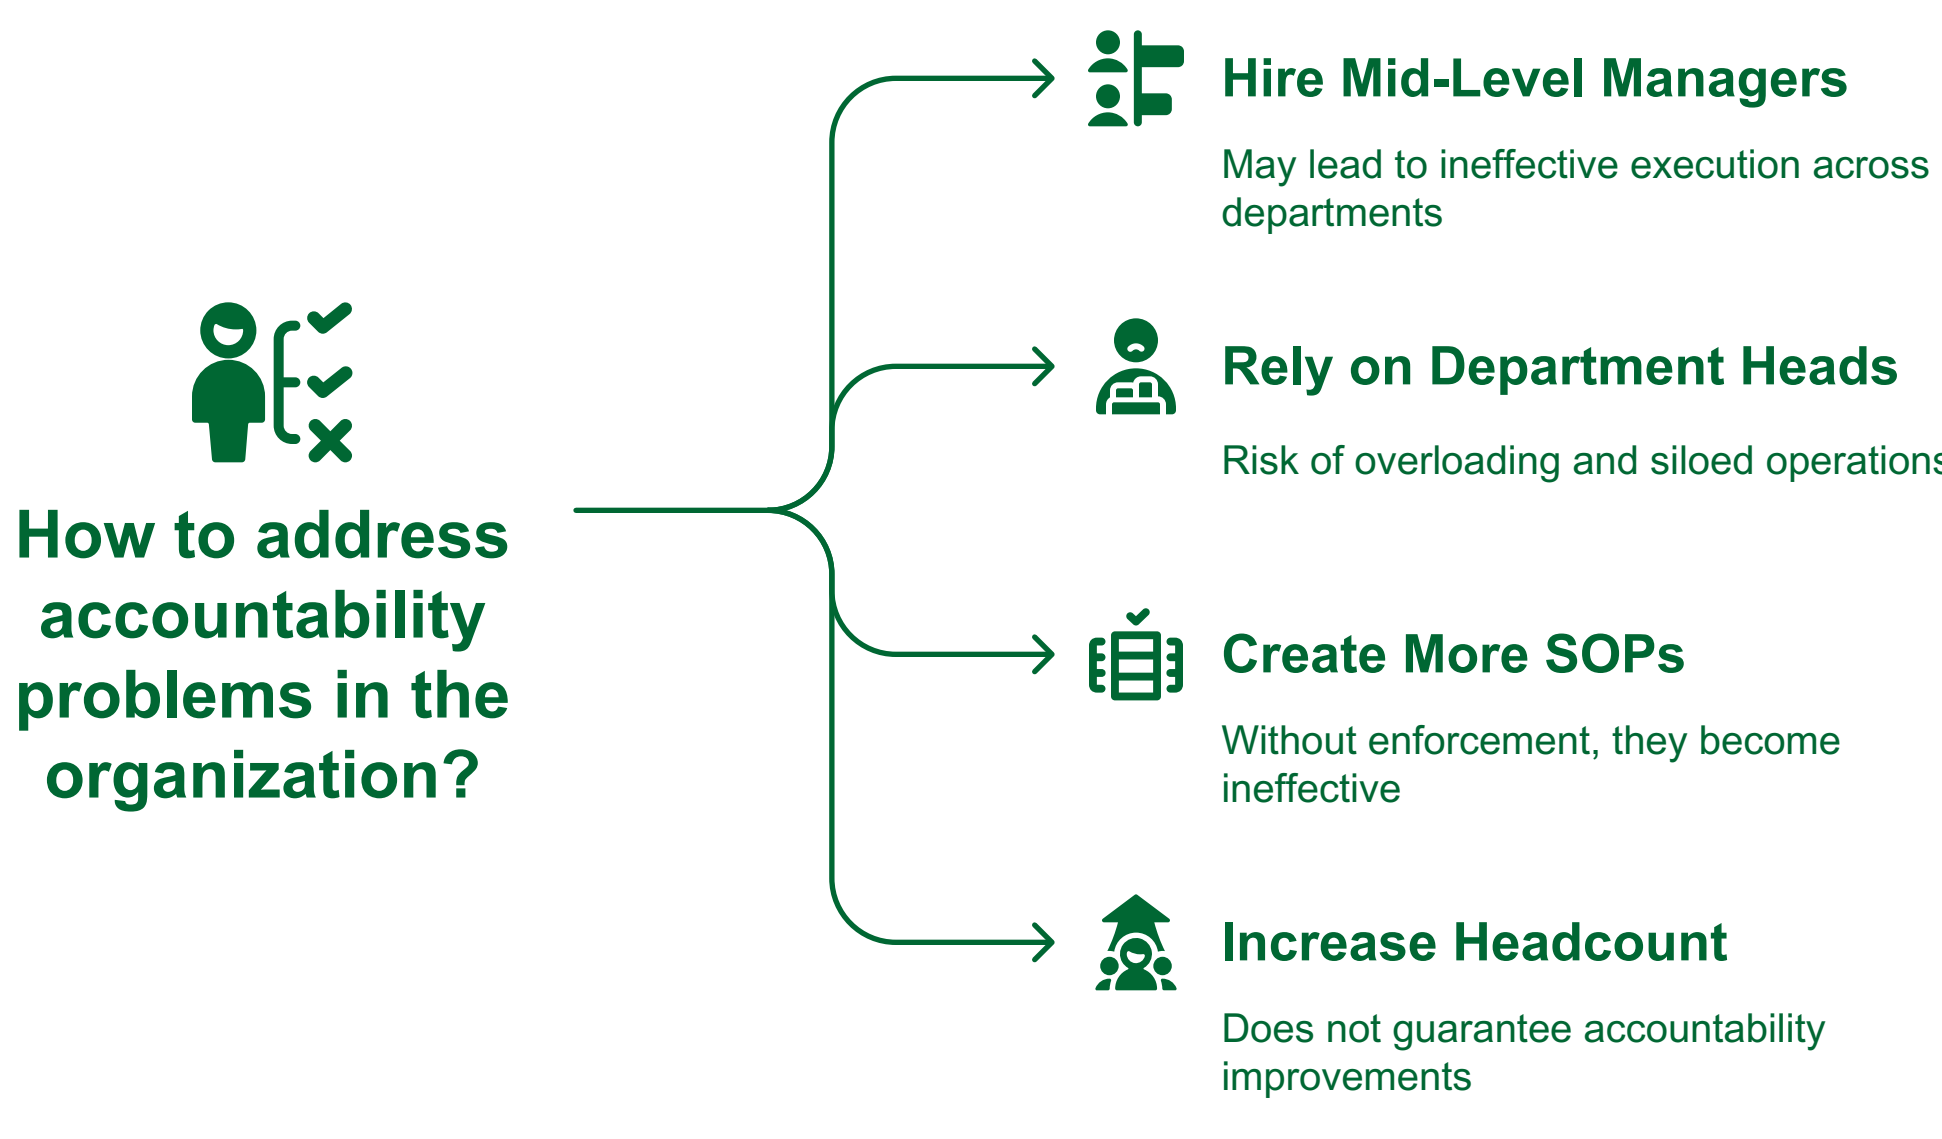 How to address
accountability
problems in the
organization?
Hire Mid-Level Managers
May lead to ineffective execution across
departments
Rely on Department Heads
Risk of overloading and siloed operations
Create More SOPs
Without enforcement, they become
ineffective
Increase Headcount
Does not guarantee accountability
improvements